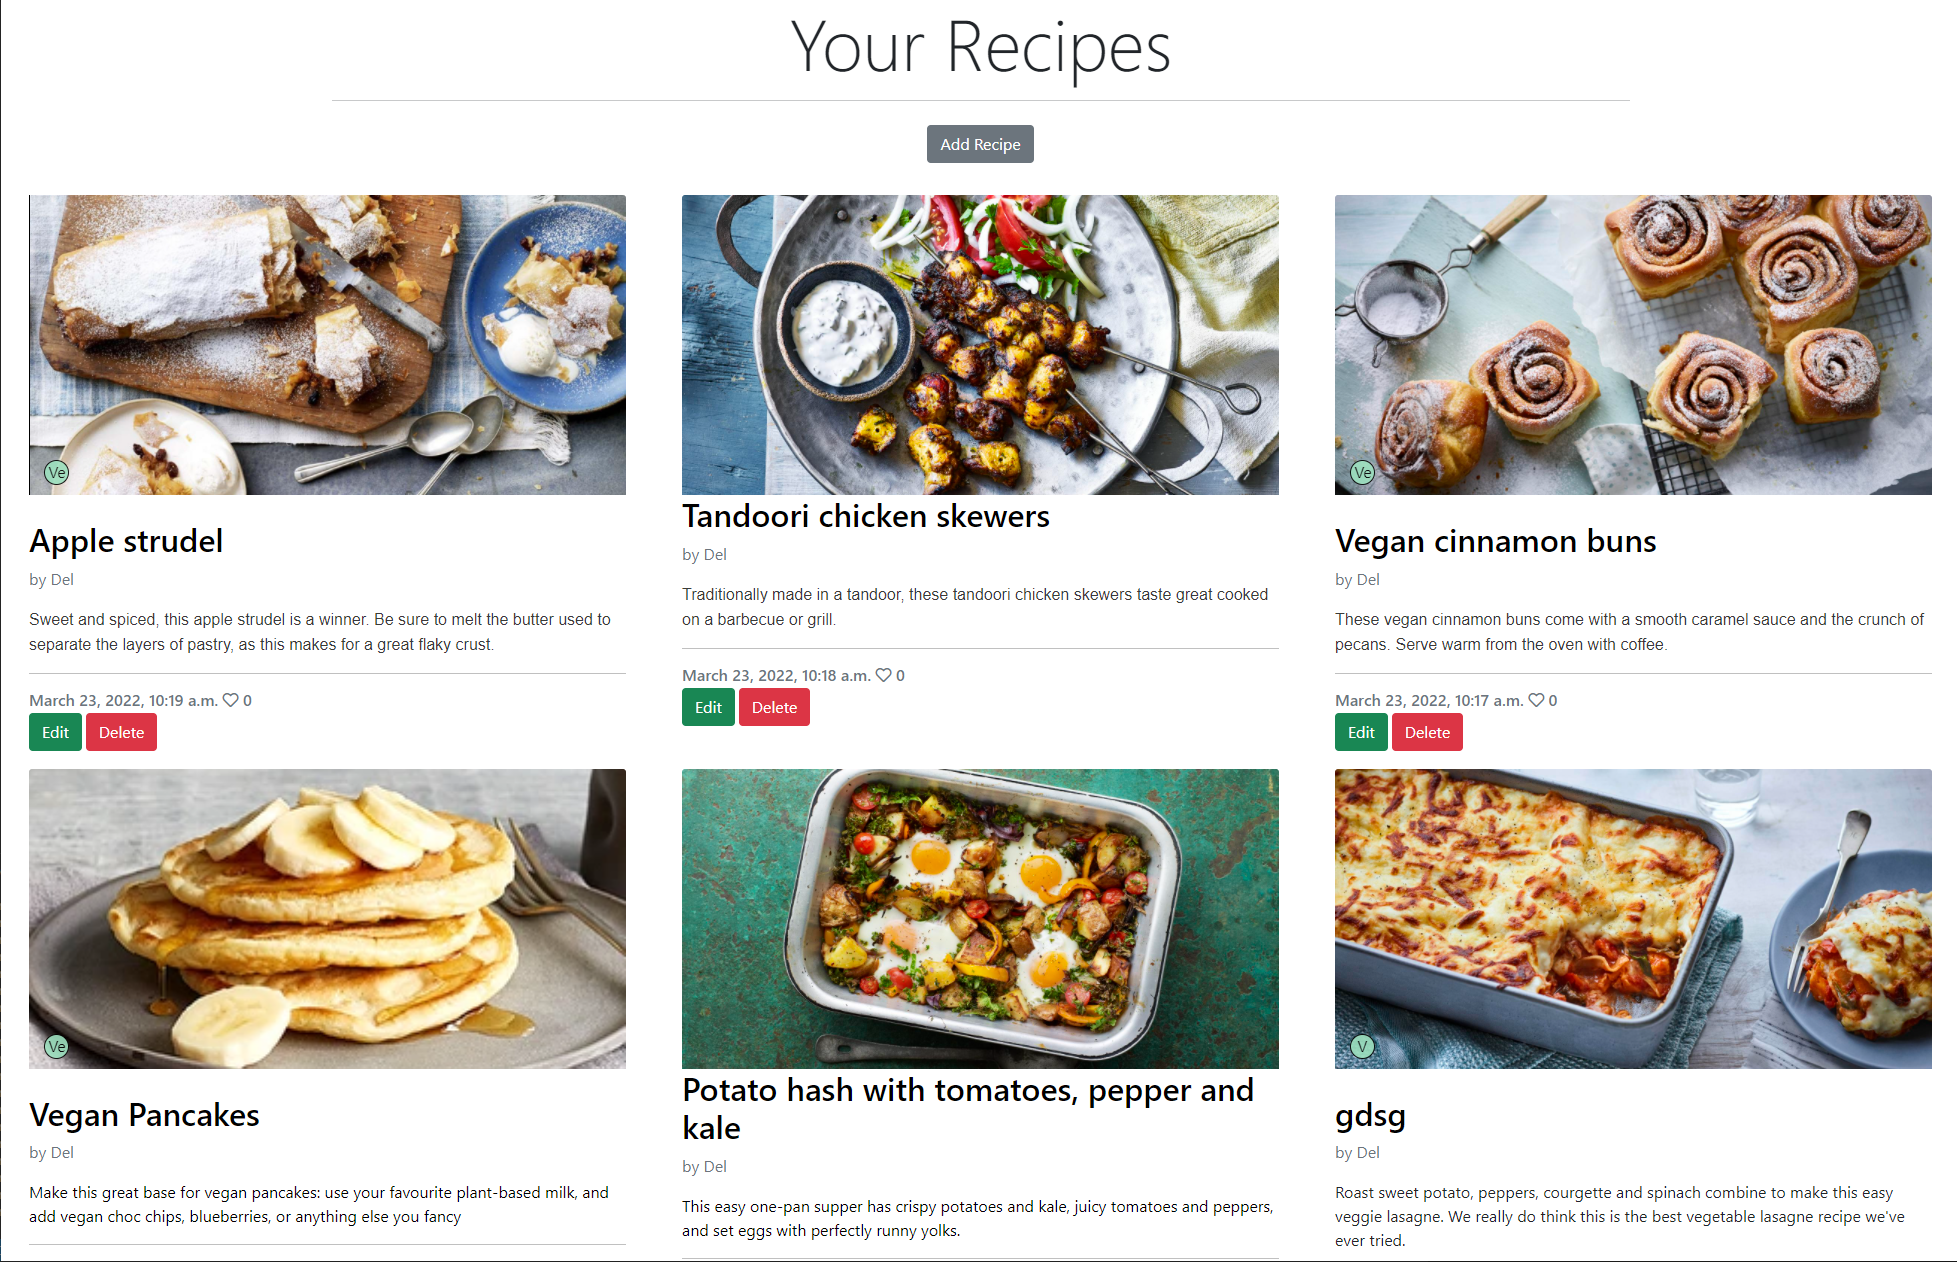 Your Recipes
Add Recipe
Ve
Apple strudel
by Del
Sweet and spiced, this apple strudel is a winner. Be sure to melt the butter used to
separate the layers of pastry, as this makes for a great flaky crust.
March 23, 2022, 10:19 a.m. 0
Edit Delete
Tandoori chicken skewers
by Del
Traditionally made in a tandoor, these tandoori chicken skewers taste great cooked
on a barbecue or grill.
March 23, 2022, 10:18 a.m. 0
Edit Delete
Ve
Vegan cinnamon buns
by Del
These vegan cinnamon buns come with a smooth caramel sauce and the crunch of
pecans. Serve warm from the oven with coffee.
March 23, 2022, 10:17 a.m. 0
Edit Delete
Ve
Vegan Pancakes
by Del
Make this great base for vegan pancakes: use your favourite plant-based milk, and
add vegan choc chips, blueberries, or anything else you fancy
Potato hash with tomatoes, pepper and
kale
by Del
This easy one-pan supper has crispy potatoes and kale, juicy tomatoes and peppers,
and set eggs with perfectly runny yolks.
V
gdsg
by Del
Roast sweet potato, peppers, courgette and spinach combine to make this easy
veggie lasagne. We really do think this is the best vegetable lasagne recipe we've
ever tried.